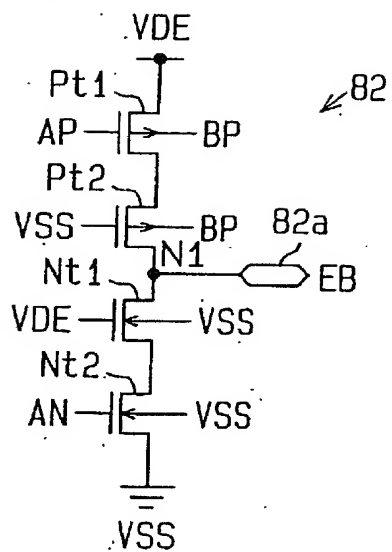 VDE
Pt1
82
AP BP
Pt2
VSS BP
82a
N1
EB
Nt1
VDE VSS
Nt2
AN VSS
VSS